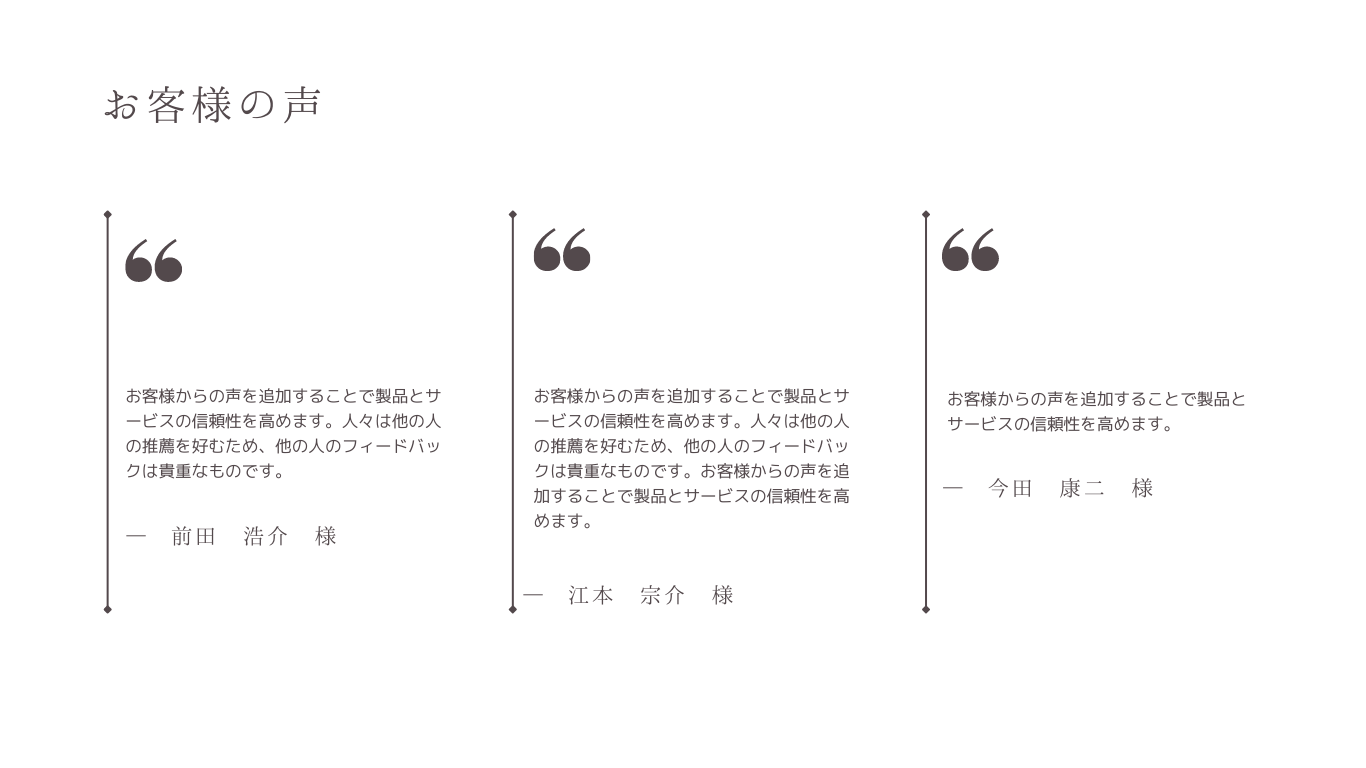 お客様の声
❝
お客様からの声を追加することで製品とサ
ービスの信頼性を高めます。人々は他の人
の推薦を好むため、他の人のフィードバッ
クは貴重なものです。
—　前田　浩介　様
❝
お客様からの声を追加することで製品とサ
ービスの信頼性を高めます。人々は他の人
の推薦を好むため、他の人のフィードバッ
クは貴重なものです。お客様からの声を追
加することで製品とサービスの信頼性を高
めます。
—　江本　宗介　様
❝
お客様からの声を追加することで製品と
サービスの信頼性を高めます。
—　今田　康二　様